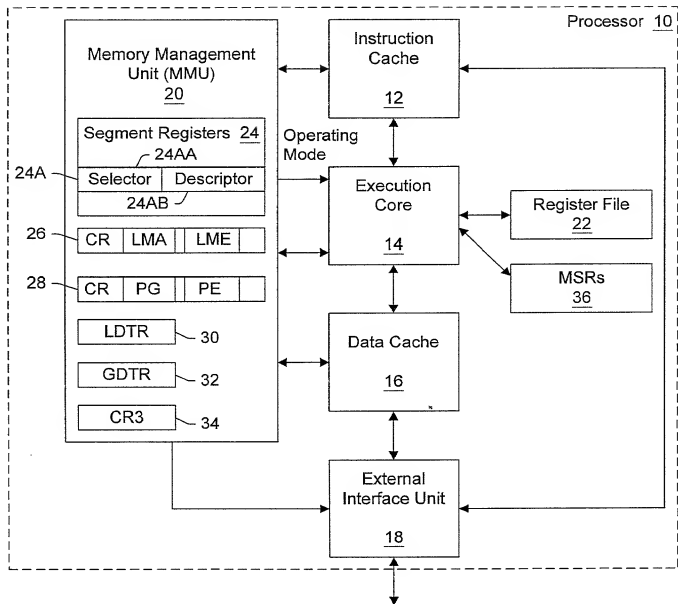 Processor 10
Memory Management
Unit (MMU)
20
Segment Registers 24
24AA
24A
Selector Descriptor
24AB
26
CR LMA LME
28
CR PG PE
LDTR
30
GDTR
32
CR3
34
Operating
Mode
Instruction
Cache
12
Execution
Core
14
Data Cache
16
External
Interface Unit
18
Register File
22
MSRs
36